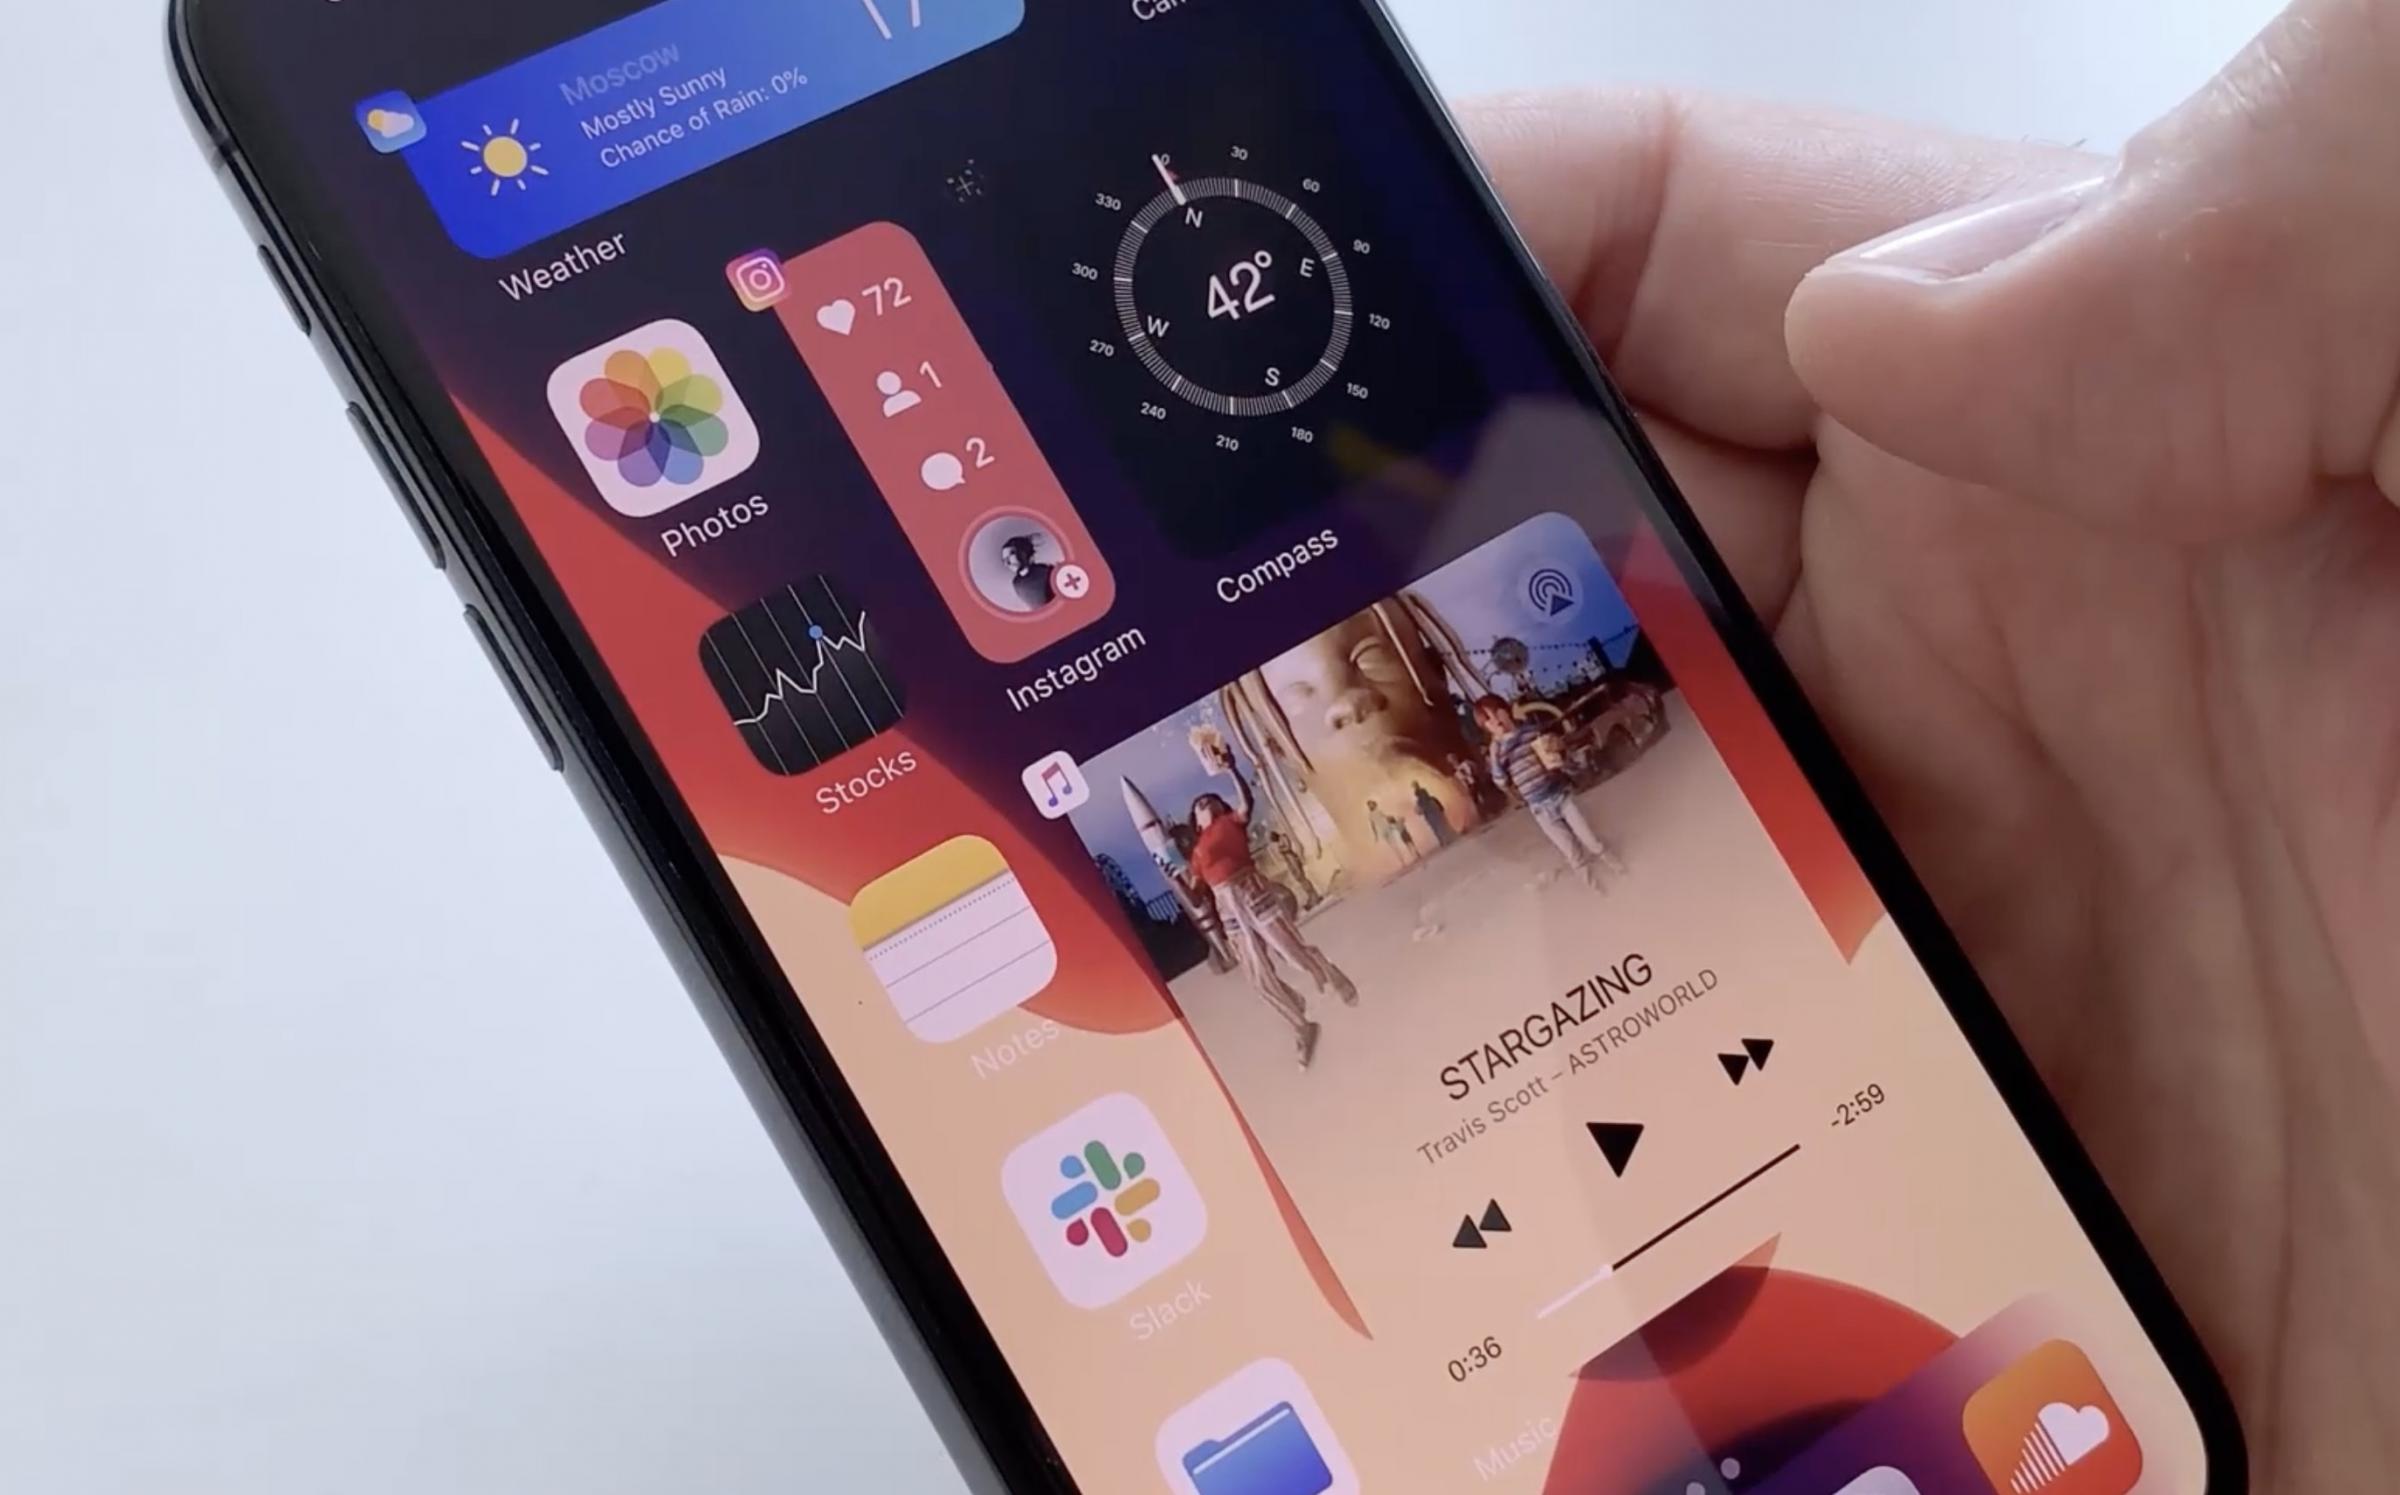 Moscow
Mostly Sunny
Chance of Rain: 0%
Weather
72
1
2
Instagram
0
30
60
90
120
150
180
210
240
270
300
330
N
E
S
W
42°
Compass
Photos
Stocks
Notes
Slack
STARGAZING
Travis Scott – ASTROWORLD
0:36
-2:59
Music